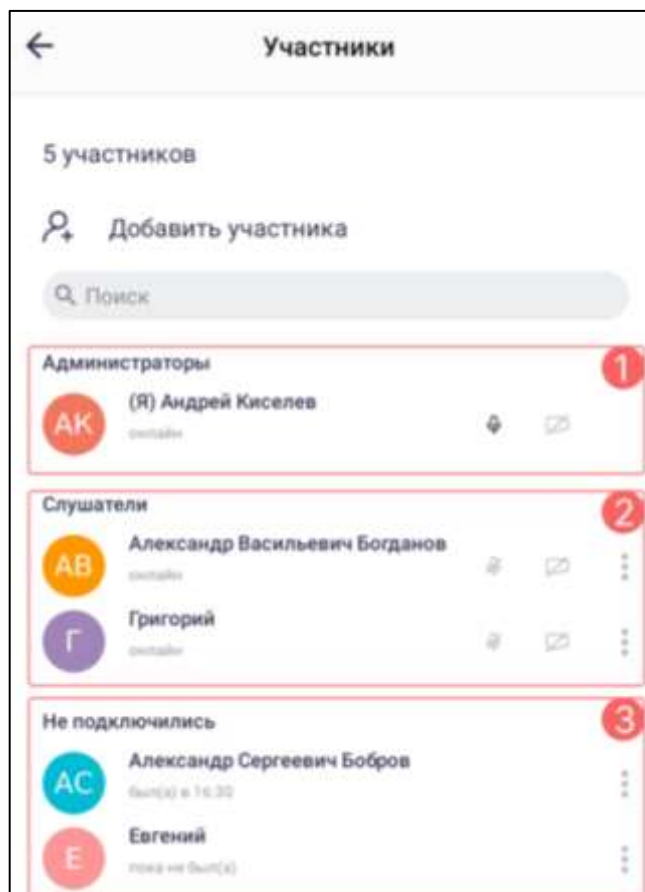 Участники
5 участников
Добавить участника
Поиск
Администраторы
1
АК
(Я) Андрей Киселев
онлайн
Слушатели
2
АВ
Александр Васильевич Богданов
онлайн
Г
Григорий
онлайн
Не подключились
3
АС
Александр Сергеевич Бобров
был(а) в 16:30
Е
Евгений
пока не был(а)